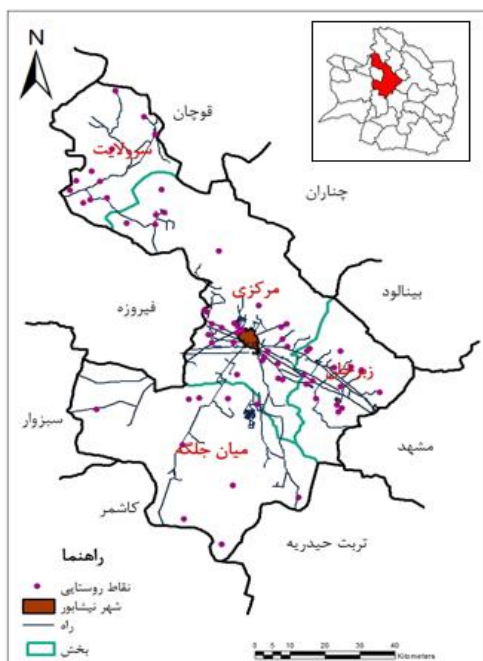 N
قوچان
سرولایت
چناران
بینالود
مرکزی
فیروزه
زبرخان
سبزوار
مشهد
میان جلگه
کاشمر
تربت حیدریه
راهنما
نقاط روستایی
شهر نیشابور
راه
بخش
0 5 10 20 30 40
Kilometers